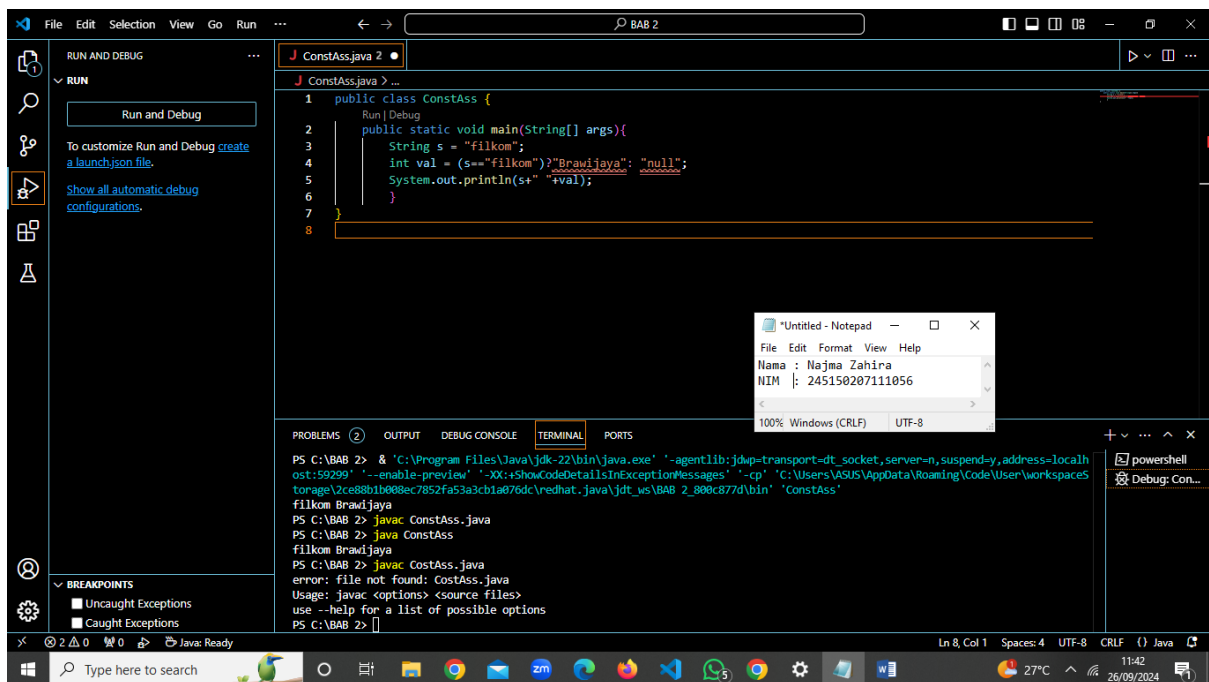 File Edit Selection View Go Run ...
BAB 2
RUN AND DEBUG ...
RUN
Run and Debug
To customize Run and Debug create
a launch.json file.
Show all automatic debug
configurations.
BREAKPOINTS
Uncaught Exceptions
Caught Exceptions
J ConstAss.java 2
J ConstAss.java > ...
1 public class ConstAss {
Run | Debug
2 public static void main(String[] args){
3 String s = "filkom";
4 int val = (s=="filkom")?"Brawijaya": "null";
5 System.out.println(s+" "+val);
6 }
7 }
8
*Untitled - Notepad
File Edit Format View Help
Nama : Najma Zahira
NIM : 245150207111056
100% Windows (CRLF) UTF-8
PROBLEMS 2 OUTPUT DEBUG CONSOLE TERMINAL PORTS
PS C:\BAB 2> & 'C:\Program Files\Java\jdk-22\bin\java.exe' '-agentlib:jdwp=transport=dt_socket,server=n,suspend=y,address=localh
ost:59299' '--enable-preview' '-XX:+ShowCodeDetailsInExceptionMessages' '-cp' 'C:\Users\ASUS\AppData\Roaming\Code\User\workspaceS
torage\2ce88b1b008ec7852fa53a3cb1a076dc\redhat.java\jdt_ws\BAB 2_800c877d\bin' 'ConstAss'
filkom Brawijaya
PS C:\BAB 2> javac ConstAss.java
PS C:\BAB 2> java ConstAss
filkom Brawijaya
PS C:\BAB 2> javac CostAss.java
error: file not found: CostAss.java
Usage: javac <options> <source files>
use --help for a list of possible options
PS C:\BAB 2>
powershell
Debug: Con...
2 0 0 Java: Ready
Ln 8, Col 1 Spaces: 4 UTF-8 CRLF {} Java
Type here to search
27°C
11:42
26/09/2024